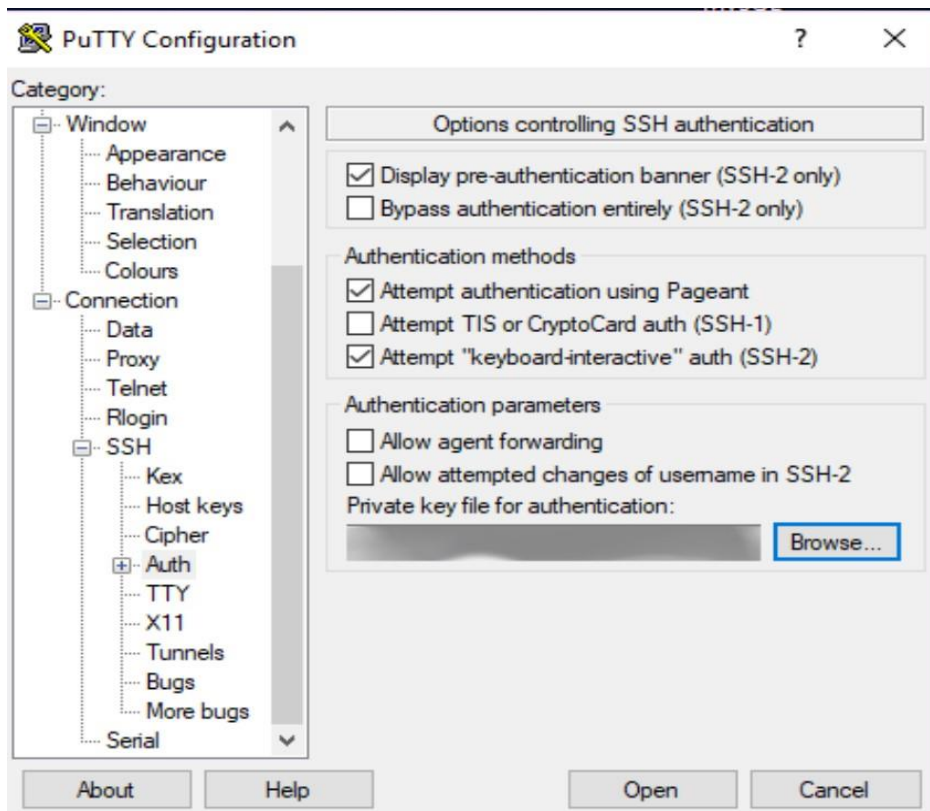 PuTTY Configuration
?
Category:
Window
Appearance
Behaviour
Translation
Selection
Colours
Connection
Data
Proxy
Telnet
Rlogin
SSH
Kex
Host keys
Cipher
Auth
TTY
X11
Tunnels
Bugs
More bugs
Serial
Options controlling SSH authentication
Display pre-authentication banner (SSH-2 only)
Bypass authentication entirely (SSH-2 only)
Authentication methods
Attempt authentication using Pageant
Attempt TIS or CryptoCard auth (SSH-1)
Attempt "keyboard-interactive" auth (SSH-2)
Authentication parameters
Allow agent forwarding
Allow attempted changes of username in SSH-2
Private key file for authentication:
Browse...
About
Help
Open
Cancel